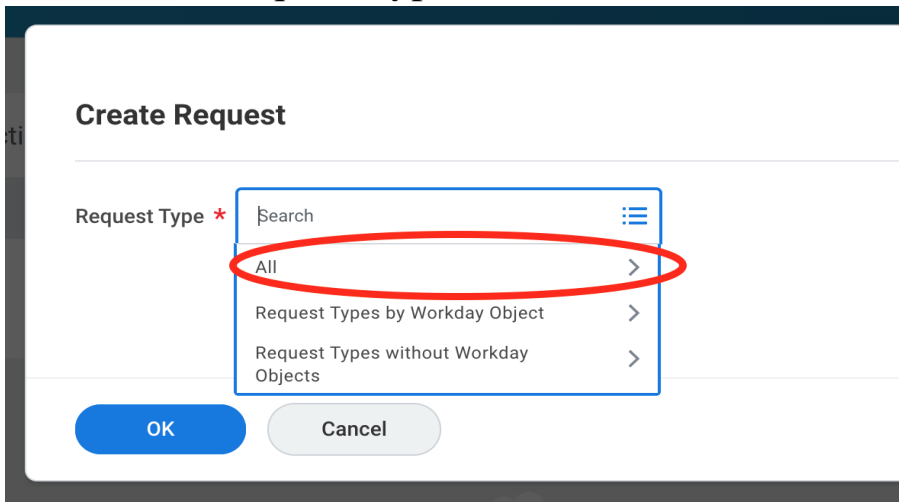 Create Request
Request Type *
Search
All
Request Types by Workday Object
Request Types without Workday
Objects
OK
Cancel